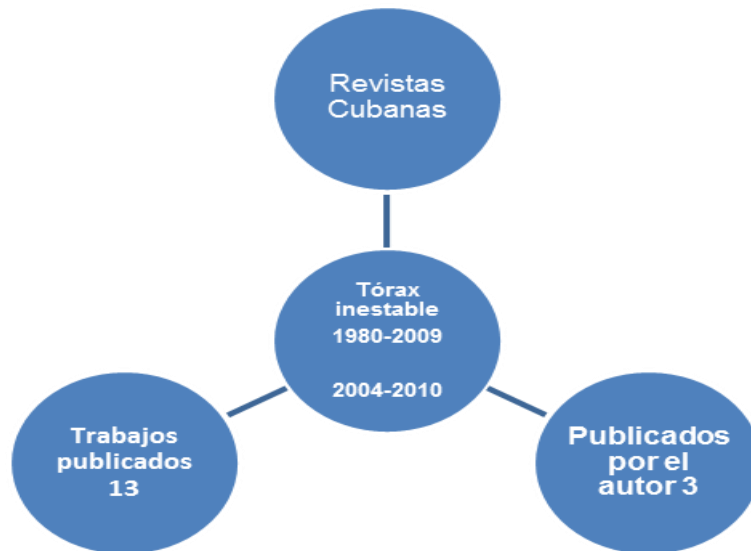 Revistas
Cubanas
Tórax
inestable
1980-2009
2004-2010
Trabajos
publicados
13
Publicados
por el
autor 3